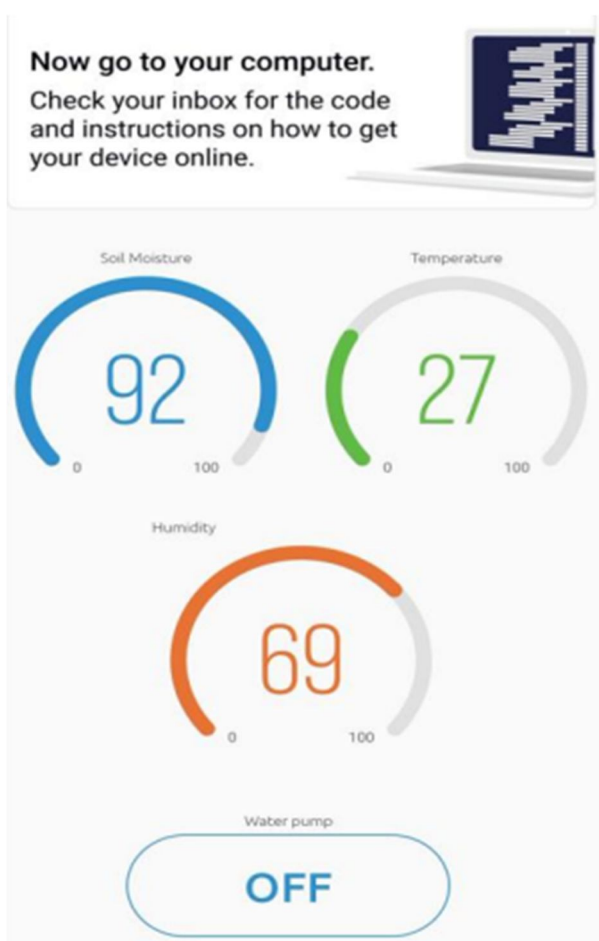 Now go to your computer.
Check your inbox for the code
and instructions on how to get
your device online.
Soil Moisture
92
0 100
Temperature
27
0 100
Humidity
69
0 100
Water pump
OFF